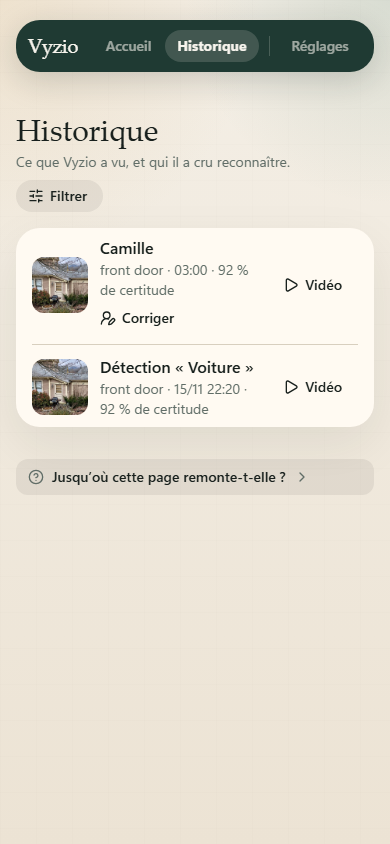 Vyzio Accueil Historique Réglages
Historique
Ce que Vyzio a vu, et qui il a cru reconnaître.
Filtrer
Camille
front door · 03:00 · 92 %
de certitude
Vidéo
Corriger
Détection « Voiture »
front door · 15/11 22:20 ·
92 % de certitude
Vidéo
Jusqu’où cette page remonte-t-elle ?